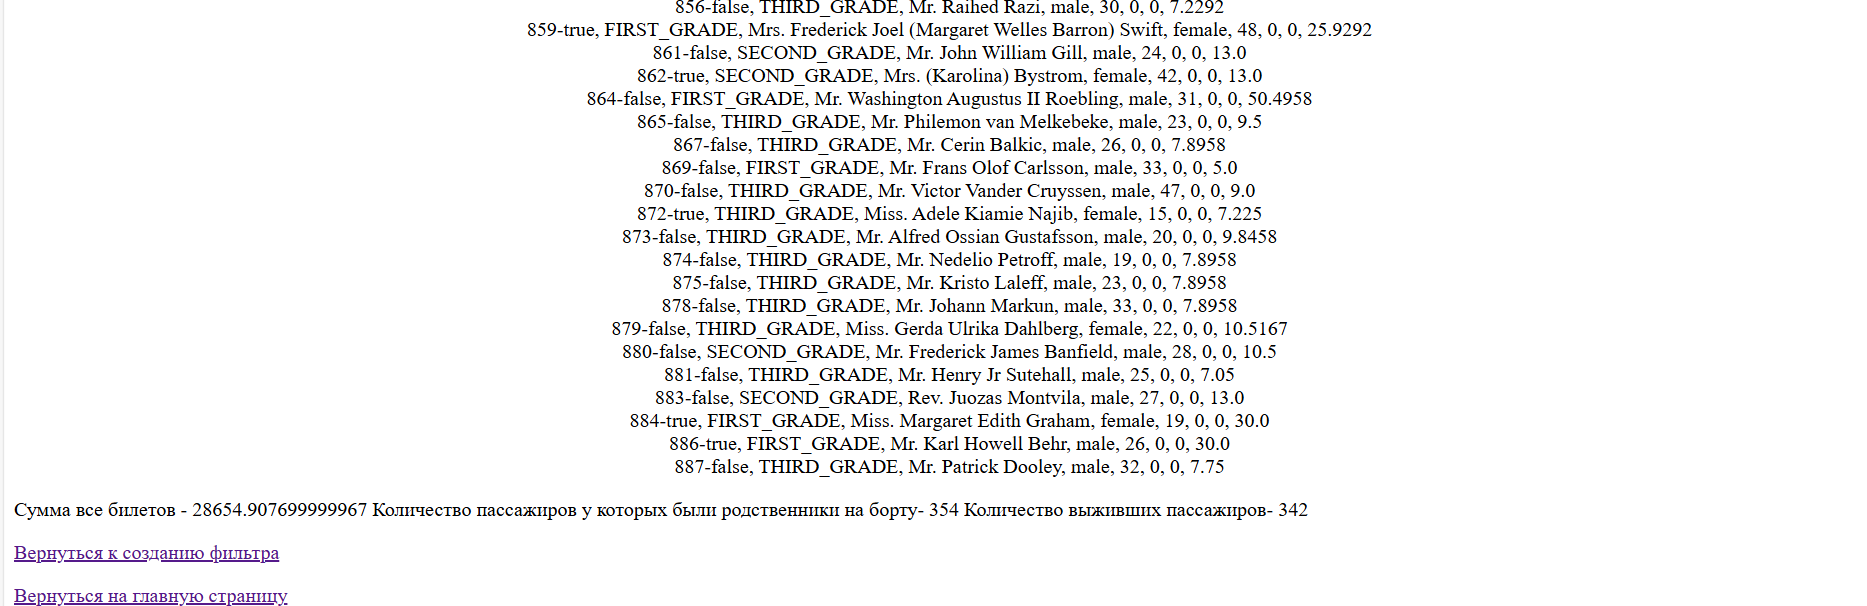 856-false, THIRD_GRADE, Mr. Raihed Razi, male, 30, 0, 0, 7.2292
859-true, FIRST_GRADE, Mrs. Frederick Joel (Margaret Welles Barron) Swift, female, 48, 0, 0, 25.9292
861-false, SECOND_GRADE, Mr. John William Gill, male, 24, 0, 0, 13.0
862-true, SECOND_GRADE, Mrs. (Karolina) Bystrom, female, 42, 0, 0, 13.0
864-false, FIRST_GRADE, Mr. Washington Augustus II Roebling, male, 31, 0, 0, 50.4958
865-false, THIRD_GRADE, Mr. Philemon van Melkebeke, male, 23, 0, 0, 9.5
867-false, THIRD_GRADE, Mr. Cerin Balkic, male, 26, 0, 0, 7.8958
869-false, FIRST_GRADE, Mr. Frans Olof Carlsson, male, 33, 0, 0, 5.0
870-false, THIRD_GRADE, Mr. Victor Vander Cruyssen, male, 47, 0, 0, 9.0
872-true, THIRD_GRADE, Miss. Adele Kiamie Najib, female, 15, 0, 0, 7.225
873-false, THIRD_GRADE, Mr. Alfred Ossian Gustafsson, male, 20, 0, 0, 9.8458
874-false, THIRD_GRADE, Mr. Nedelio Petroff, male, 19, 0, 0, 7.8958
875-false, THIRD_GRADE, Mr. Kristo Laleff, male, 23, 0, 0, 7.8958
878-false, THIRD_GRADE, Mr. Johann Markun, male, 33, 0, 0, 7.8958
879-false, THIRD_GRADE, Miss. Gerda Ulrika Dahlberg, female, 22, 0, 0, 10.5167
880-false, SECOND_GRADE, Mr. Frederick James Banfield, male, 28, 0, 0, 10.5
881-false, THIRD_GRADE, Mr. Henry Jr Sutehall, male, 25, 0, 0, 7.05
883-false, SECOND_GRADE, Rev. Juozas Montvila, male, 27, 0, 0, 13.0
884-true, FIRST_GRADE, Miss. Margaret Edith Graham, female, 19, 0, 0, 30.0
886-true, FIRST_GRADE, Mr. Karl Howell Behr, male, 26, 0, 0, 30.0
887-false, THIRD_GRADE, Mr. Patrick Dooley, male, 32, 0, 0, 7.75
Сумма все билетов - 28654.907699999967 Количество пассажиров у которых были родственники на борту- 354 Количество выживших пассажиров- 342
Вернуться к созданию фильтра
Вернуться на главную страницу